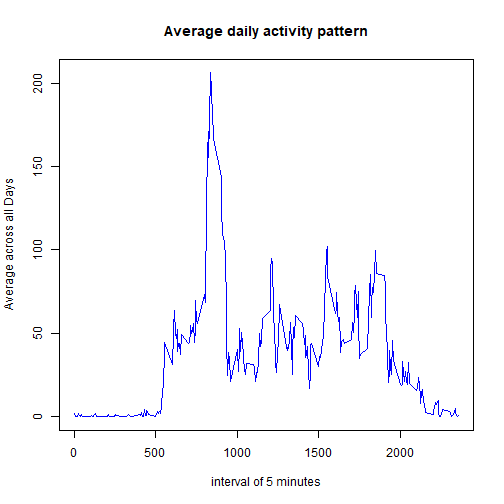 Average daily activity pattern
Average across all Days
200
150
100
50
0
0 500 1000 1500 2000
interval of 5 minutes